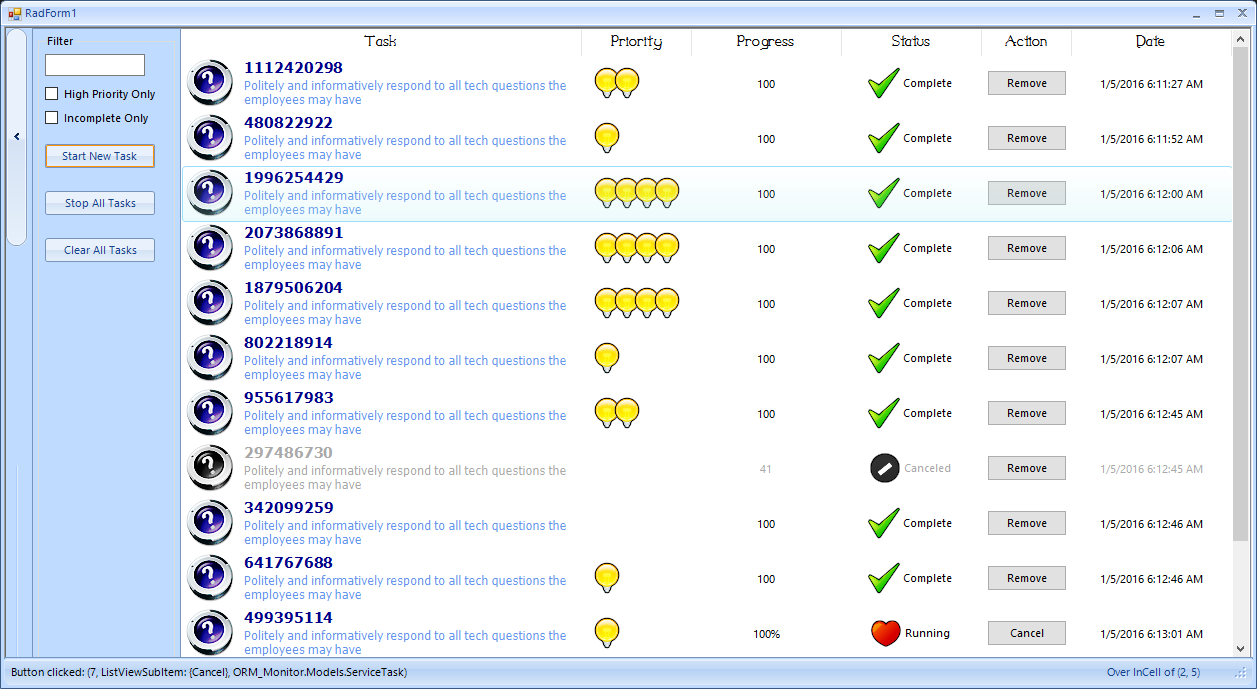 RadForm1
Filter
High Priority Only
Incomplete Only
Start New Task
Stop All Tasks
Clear All Tasks
Task Priority Progress Status Action Date
1112420298
Politely and informatively respond to all tech questions the
employees may have
100 Complete Remove 1/5/2016 6:11:27 AM
480822922
Politely and informatively respond to all tech questions the
employees may have
100 Complete Remove 1/5/2016 6:11:52 AM
1996254429
Politely and informatively respond to all tech questions the
employees may have
100 Complete Remove 1/5/2016 6:12:00 AM
2073868891
Politely and informatively respond to all tech questions the
employees may have
100 Complete Remove 1/5/2016 6:12:06 AM
1879506204
Politely and informatively respond to all tech questions the
employees may have
100 Complete Remove 1/5/2016 6:12:07 AM
802218914
Politely and informatively respond to all tech questions the
employees may have
100 Complete Remove 1/5/2016 6:12:07 AM
955617983
Politely and informatively respond to all tech questions the
employees may have
100 Complete Remove 1/5/2016 6:12:45 AM
297486730
Politely and informatively respond to all tech questions the
employees may have
41 Canceled Remove 1/5/2016 6:12:45 AM
342099259
Politely and informatively respond to all tech questions the
employees may have
100 Complete Remove 1/5/2016 6:12:46 AM
641767688
Politely and informatively respond to all tech questions the
employees may have
100 Complete Remove 1/5/2016 6:12:46 AM
499395114
Politely and informatively respond to all tech questions the
employees may have
100% Running Cancel 1/5/2016 6:13:01 AM
Button clicked: (7, ListViewSubItem: {Cancel}, ORM_Monitor.Models.ServiceTask)
Over InCell of (2, 5)